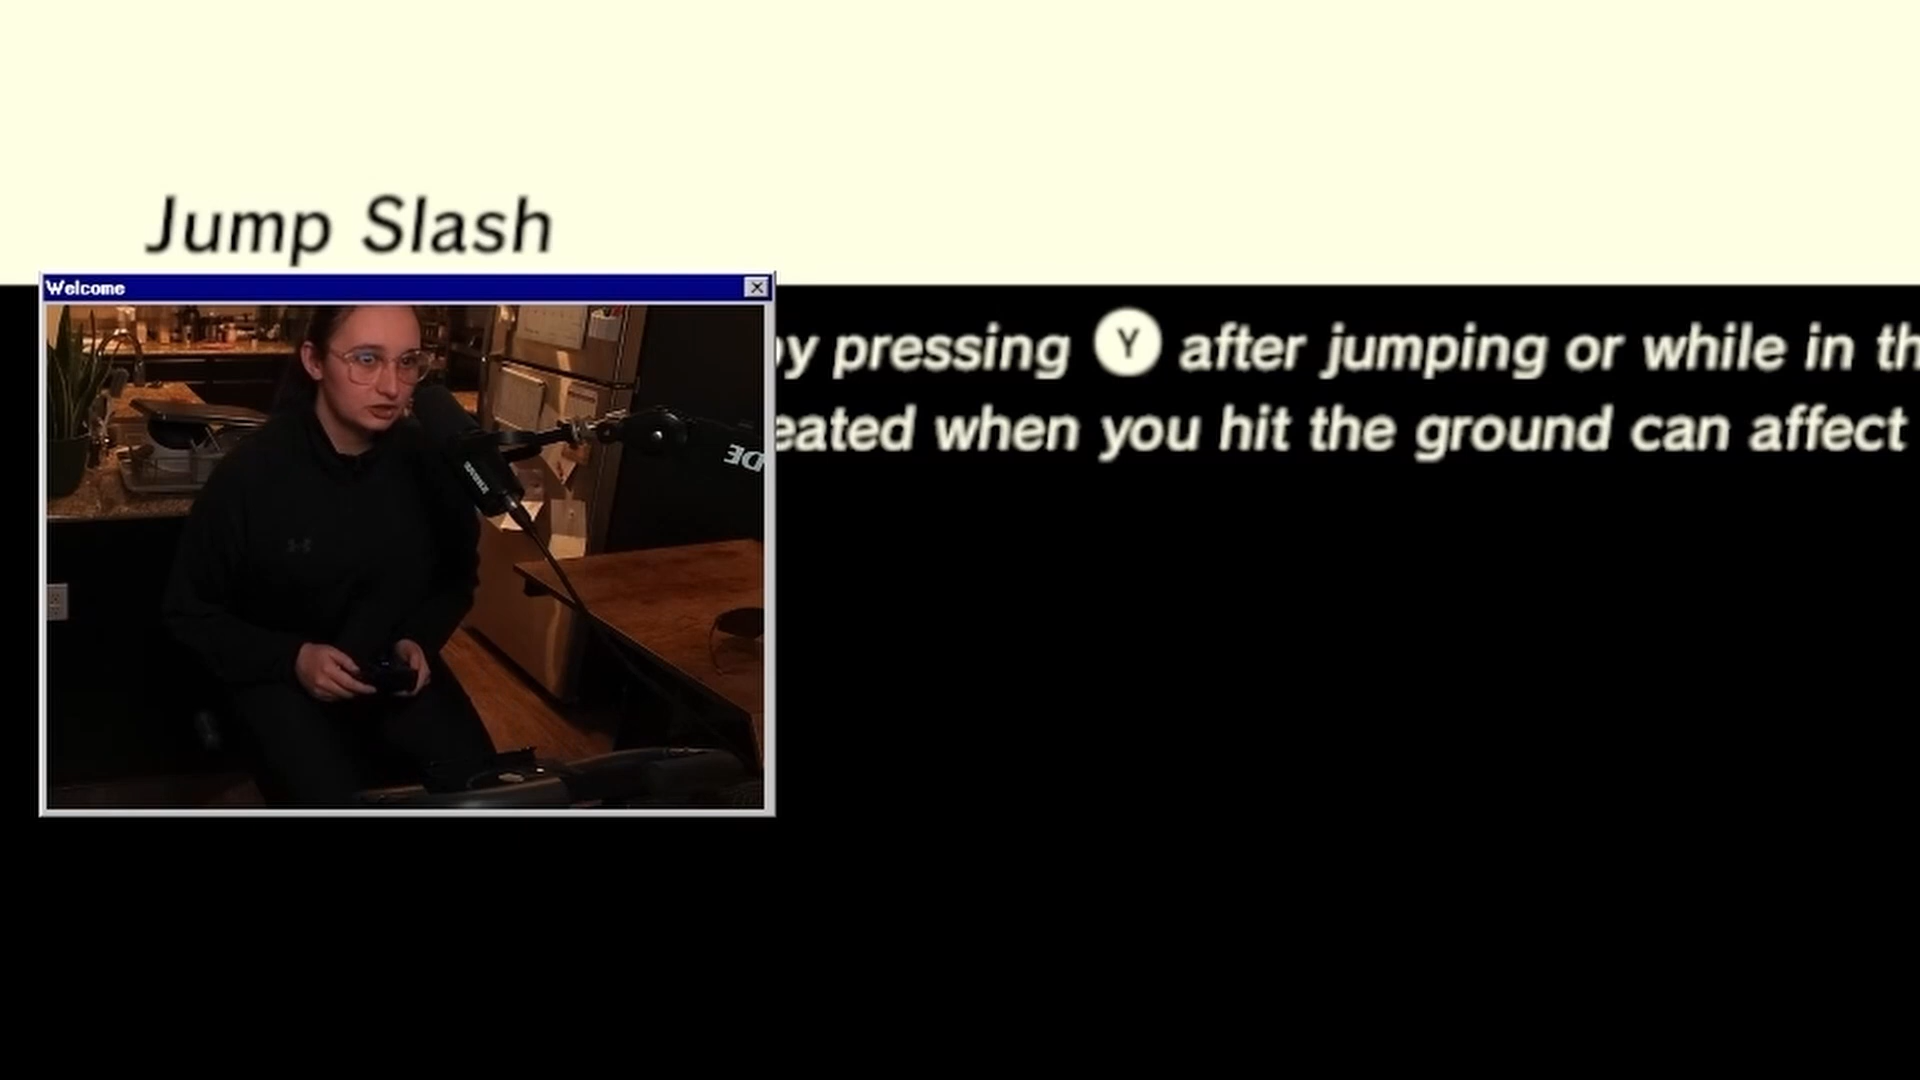 Jump Slash
Welcome
y pressing Y after jumping or while in th
eated when you hit the ground can affect